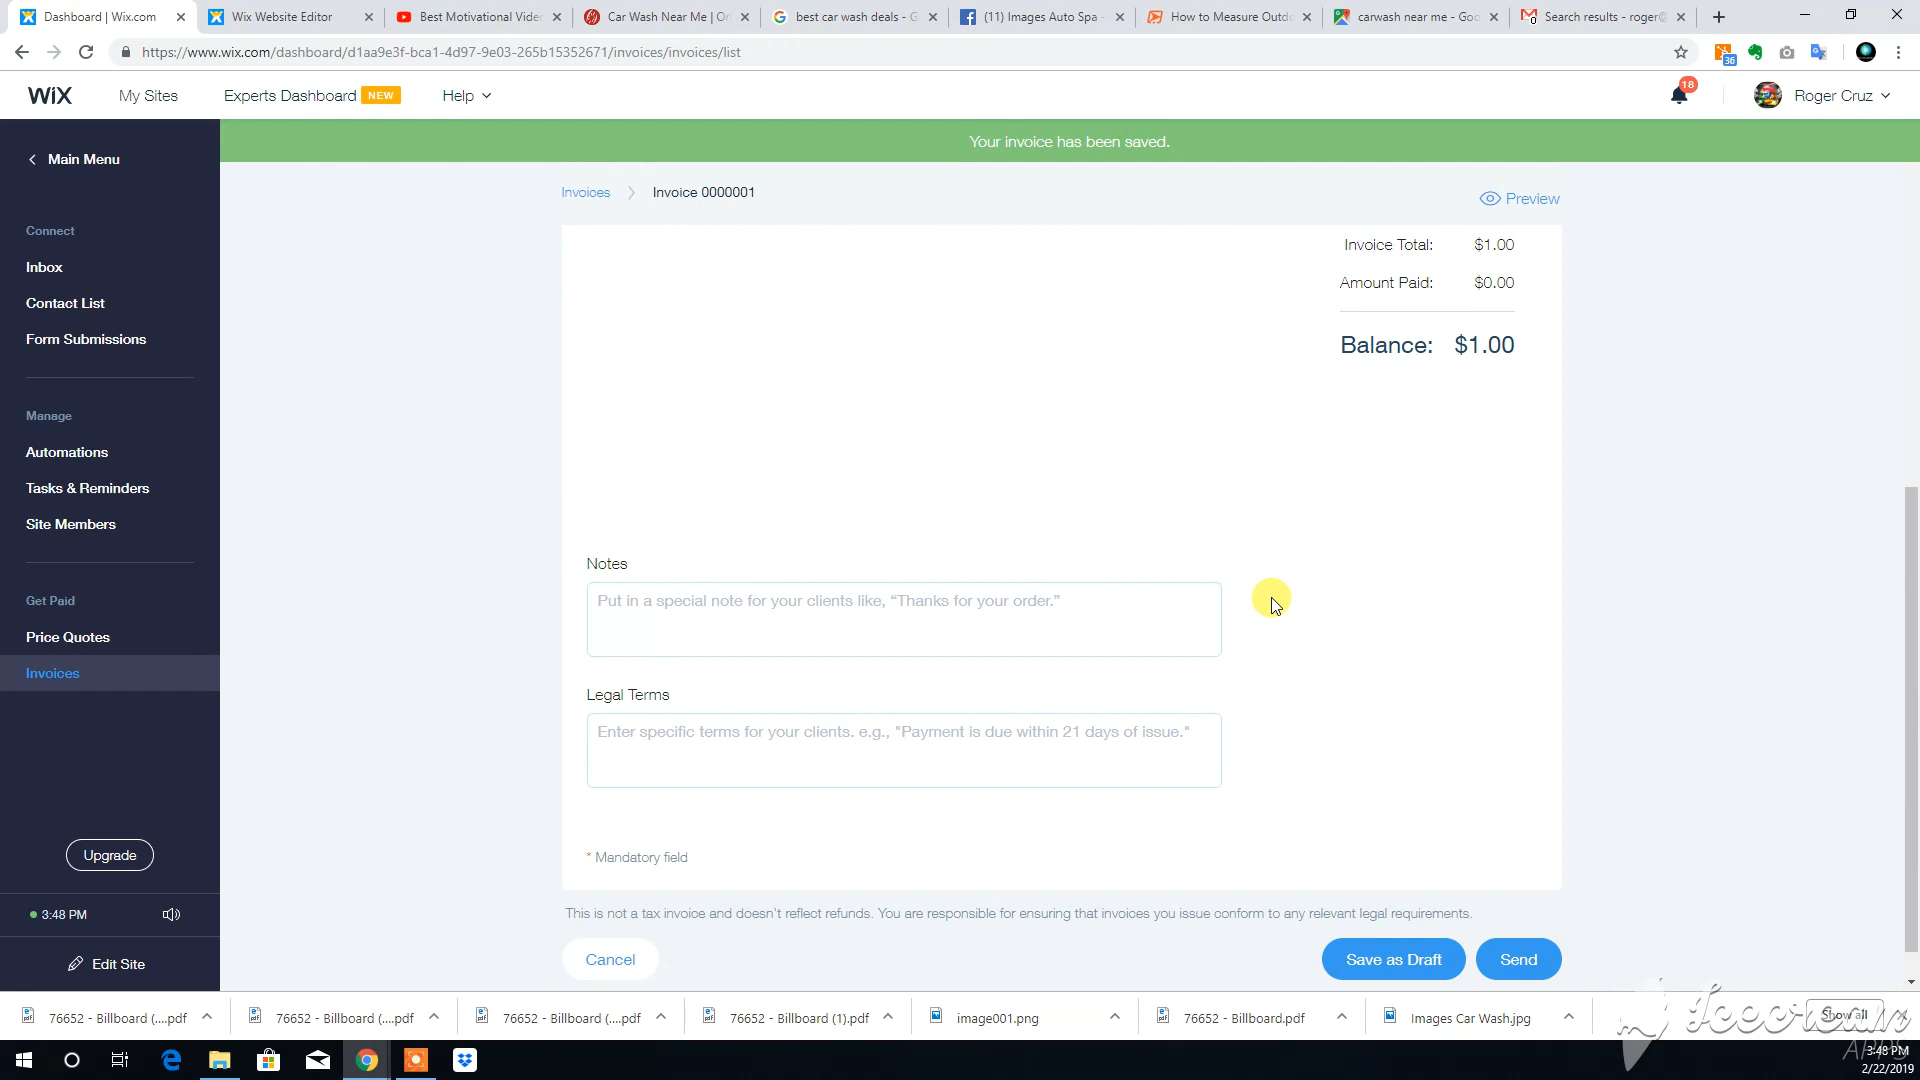 Dashboard | Wix.com
Wix Website Editor
Best Motivational Video
Car Wash Near Me | On
best car wash deals - G
(11) Images Auto Spa -
How to Measure Outdo
carwash near me - Goo
Search results - roger@
https://www.wix.com/dashboard/d1aa9e3f-bca1-4d97-9e03-265b15352671/invoices/invoices/list
36
WiX
My Sites
Experts Dashboard NEW
Help
18
Roger Cruz
Your invoice has been saved.
Main Menu
Connect
Inbox
Contact List
Form Submissions
Manage
Automations
Tasks & Reminders
Site Members
Get Paid
Price Quotes
Invoices
Upgrade
3:48 PM
Edit Site
Invoices
Invoice 0000001
Preview
Invoice Total: $1.00
Amount Paid: $0.00
Balance: $1.00
Notes
Put in a special note for your clients like, “Thanks for your order.”
Legal Terms
Enter specific terms for your clients. e.g., "Payment is due within 21 days of issue."
* Mandatory field
This is not a tax invoice and doesn't reflect refunds. You are responsible for ensuring that invoices you issue conform to any relevant legal requirements.
Cancel
Save as Draft
Send
76652 - Billboard (....pdf
76652 - Billboard (....pdf
76652 - Billboard (....pdf
76652 - Billboard (1).pdf
image001.png
76652 - Billboard.pdf
Images Car Wash.jpg
Show all
Icecream
APPS
3:48 PM
2/22/2019